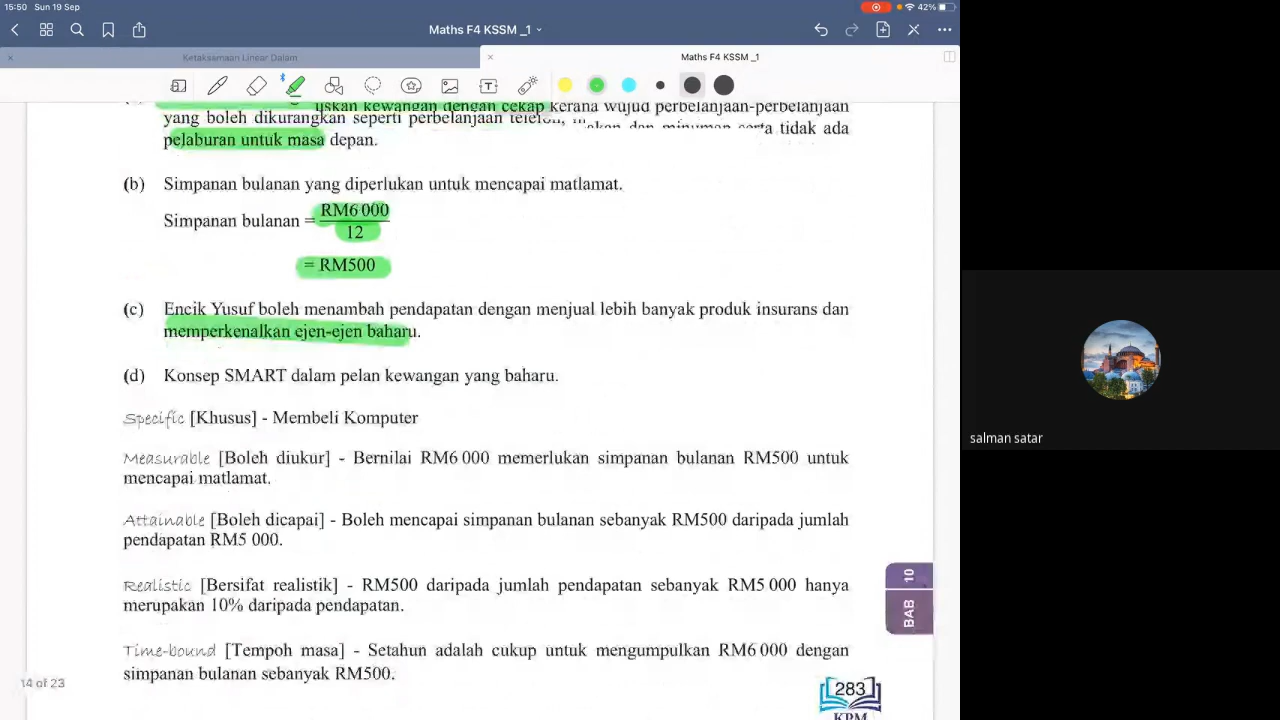 15:50 Sun 19 Sep
42%
Maths F4 KSSM _1
Ketaksamaan Linear Dalam
Maths F4 KSSM _1
uskan kewangan dengan cekap kerana wujud perbelanjaan-perbelanjaan
yang boleh dikurangkan seperti perbelanjaan telefon, dan minuman serta tidak ada
pelaburan untuk masa depan.
(b) Simpanan bulanan yang diperlukan untuk mencapai matlamat.
Simpanan bulanan = RM6 000
12
= RM500
(c) Encik Yusuf boleh menambah pendapatan dengan menjual lebih banyak produk insurans dan
memperkenalkan ejen-ejen baharu.
(d) Konsep SMART dalam pelan kewangan yang baharu.
Specific [Khusus] - Membeli Komputer
Measurable [Boleh diukur] - Bernilai RM6 000 memerlukan simpanan bulanan RM500 untuk
mencapai matlamat.
Attainable [Boleh dicapai] - Boleh mencapai simpanan bulanan sebanyak RM500 daripada jumlah
pendapatan RM5 000.
Realistic [Bersifat realistik] - RM500 daripada jumlah pendapatan sebanyak RM5 000 hanya
merupakan 10% daripada pendapatan.
Time-bound [Tempoh masa] - Setahun adalah cukup untuk mengumpulkan RM6 000 dengan
simpanan bulanan sebanyak RM500.
BAB 10
14 of 23
283
KPM
salman satar